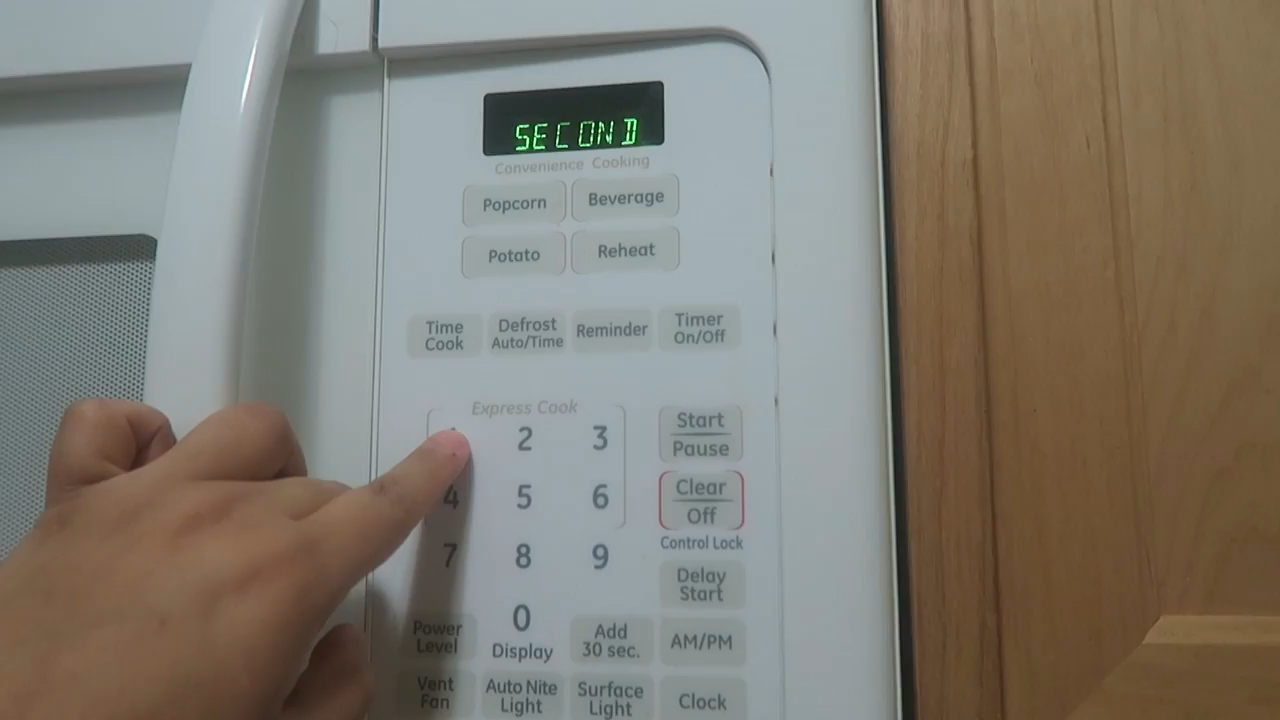 SECOND
Convenience Cooking
Popcorn
Beverage
Potato
Reheat
Time Cook
Defrost Auto/Time
Reminder
Timer On/Off
Express Cook
2
3
Start
Pause
4
5
6
Clear
Off
Control Lock
7
8
9
Delay Start
0
Display
Power Level
Add 30 sec.
AM/PM
Vent Fan
Auto Nite Light
Surface Light
Clock